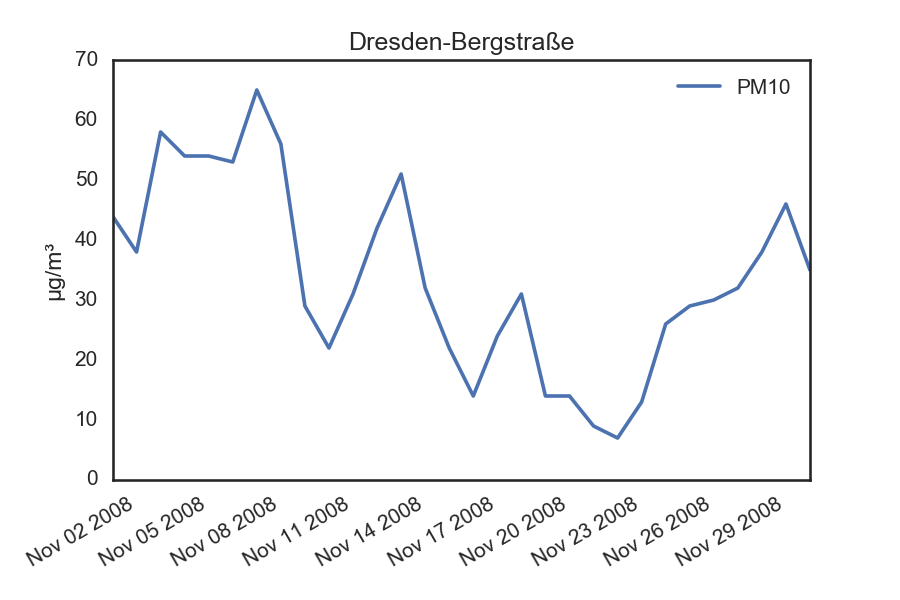 Dresden-Bergstraße
PM10
µg/m³
70
60
50
40
30
20
10
0
Nov 02 2008
Nov 05 2008
Nov 08 2008
Nov 11 2008
Nov 14 2008
Nov 17 2008
Nov 20 2008
Nov 23 2008
Nov 26 2008
Nov 29 2008